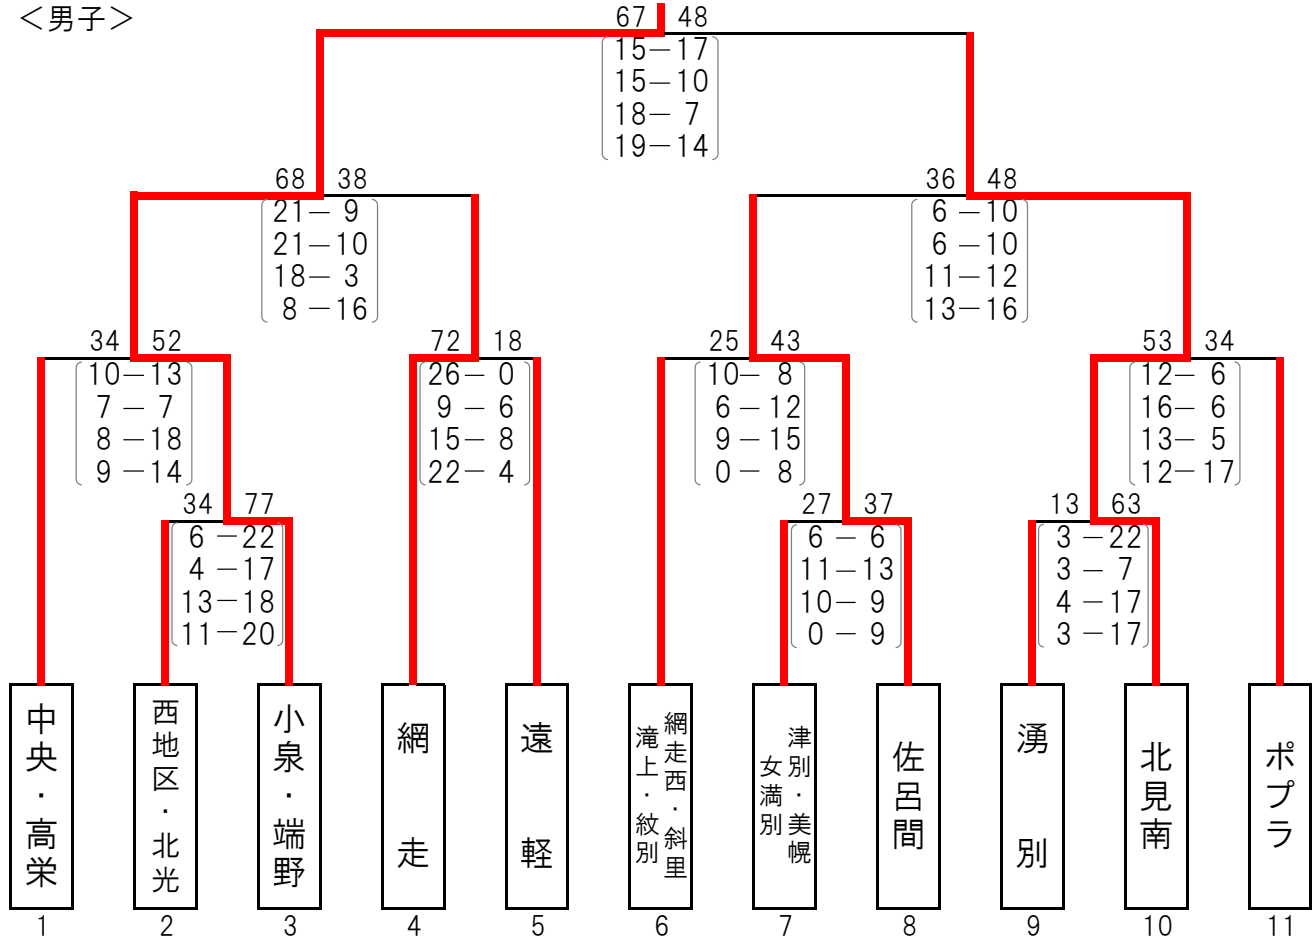 ＜男子＞
67 48
15－17
15－10
18－ 7
19－14
68 38
21－ 9
21－10
18－ 3
8 －16
36 48
6 －10
6 －10
11－12
13－16
34 52
10－13
7 － 7
8 －18
9 －14
72 18
26－ 0
9 － 6
15－ 8
22－ 4
25 43
10－ 8
6 －12
9 －15
0 － 8
53 34
12－ 6
16－ 6
13－ 5
12－17
34 77
6 －22
4 －17
13－18
11－20
27 37
6 － 6
11－13
10－ 9
0 － 9
13 63
3 －22
3 － 7
4 －17
3 －17
中央・高栄
西地区・北光
小泉・端野
網走
遠軽
網走西・斜里
滝上・紋別
津別・美幌
女満別
佐呂間
湧別
北見南
ポプラ
1 2 3 4 5 6 7 8 9 10 11